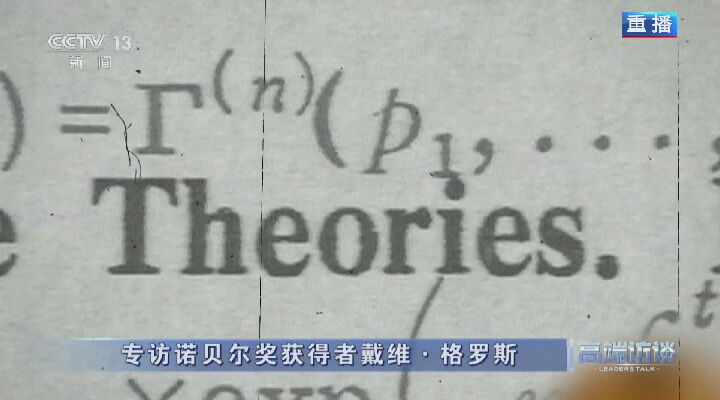 CCTV 13
新闻
重播
) = Γ⁽ⁿ⁾( p₁, . . . ,
e Theories.
专访诺贝尔奖获得者戴维·格罗斯
高端访谈
LEADERS TALK